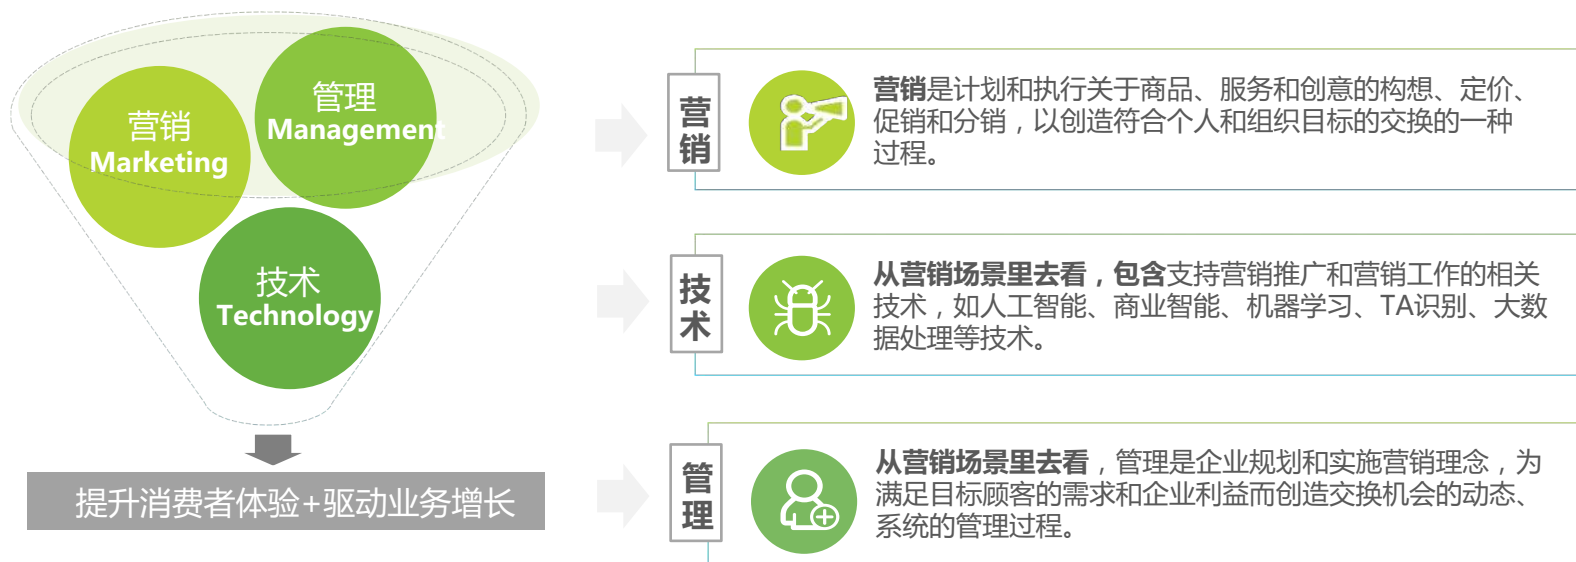 管理
Management
营销
Marketing
技术
Technology
提升消费者体验+驱动业务增长
营销
营销是计划和执行关于商品、服务和创意的构想、定价、
促销和分销，以创造符合个人和组织目标的交换的一种
过程。
技术
从营销场景里去看，包含支持营销推广和营销工作的相关
技术，如人工智能、商业智能、机器学习、TA识别、大数
据处理等技术。
管理
从营销场景里去看，管理是企业规划和实施营销理念，为
满足目标顾客的需求和企业利益而创造交换机会的动态、
系统的管理过程。